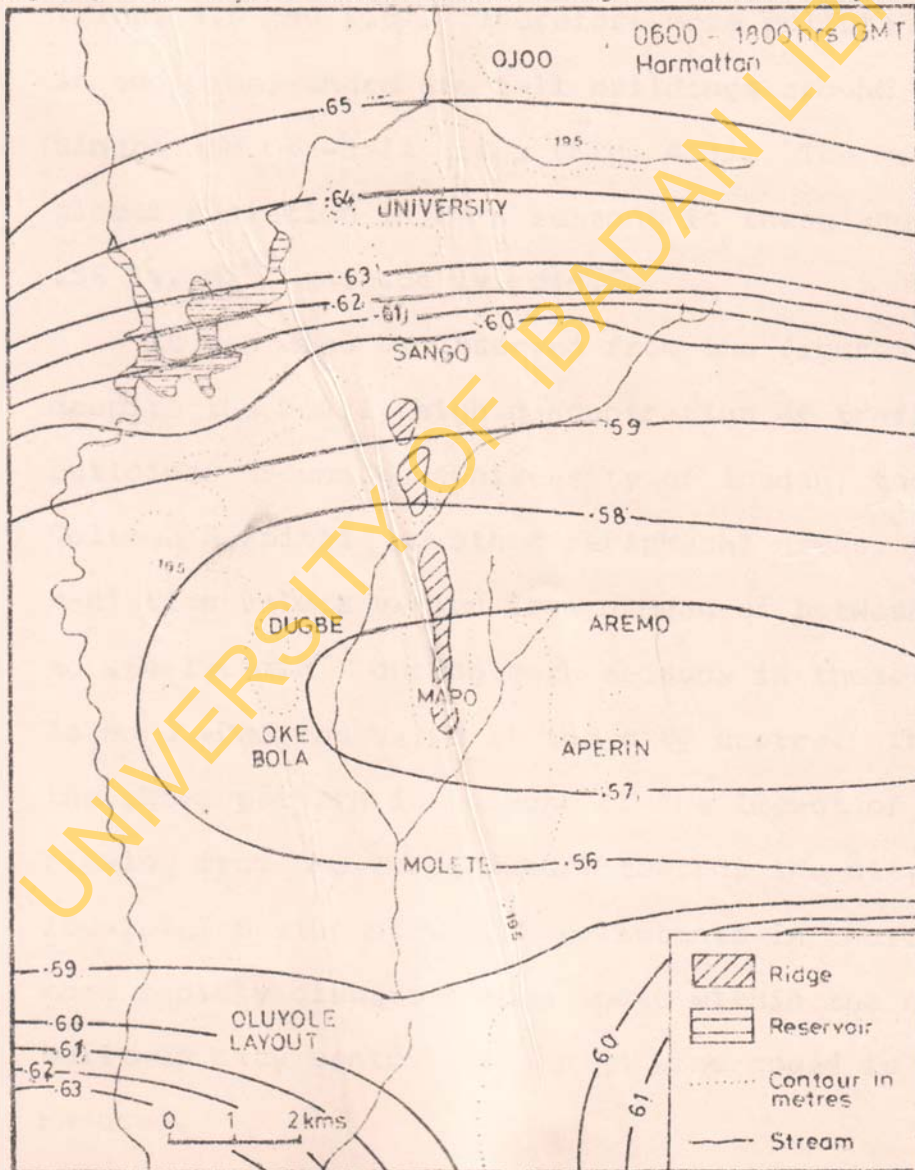 0600 - 1800 hrs GMT
OJOO
Harmattan
.65
195
.64
UNIVERSITY
.63
.62
.61
.60
SANGO
.59
.58
195
DUGBE
AREMO
MAPO
OKE
BOLA
APERIN
.57
MOLETE
.56
195
.59
.60
OLUYOLE
LAYOUT
.61
.62
.63
60
61
0 1 2 kms
Ridge
Reservoir
Contour in
metres
Stream
UNIVERSITY OF IBADAN LIBR